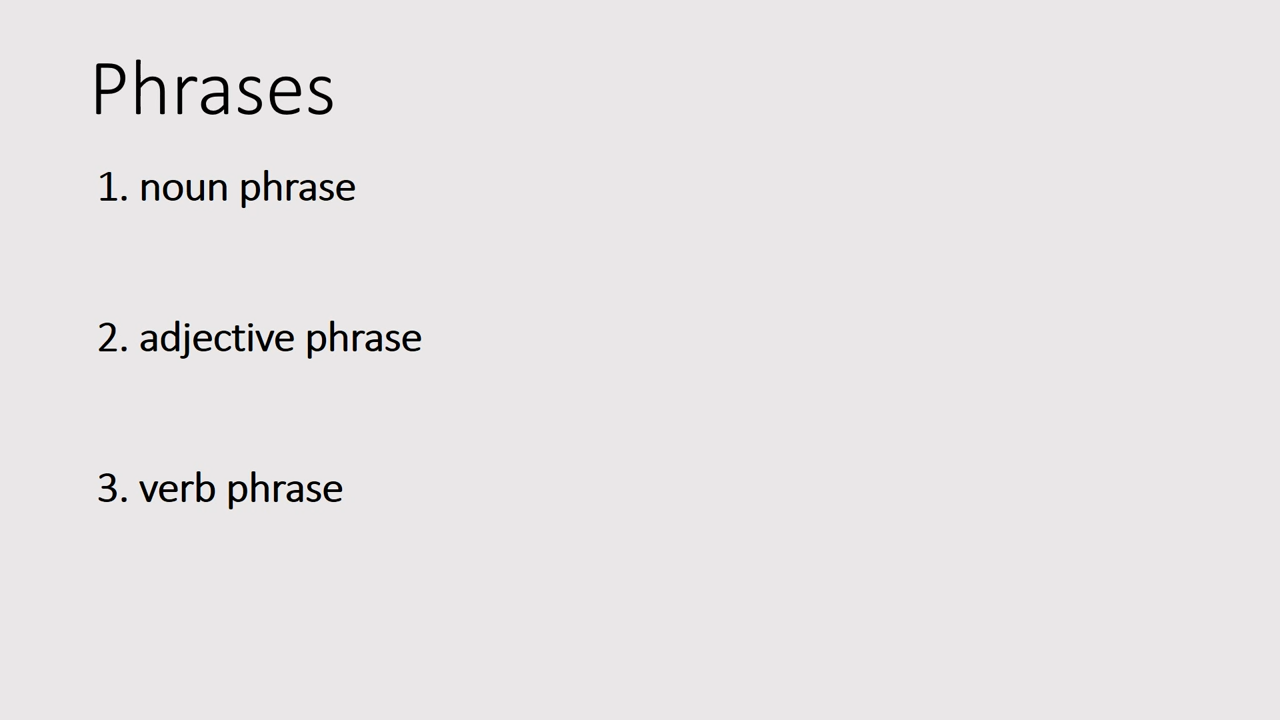 Phrases
1. noun phrase
2. adjective phrase
3. verb phrase